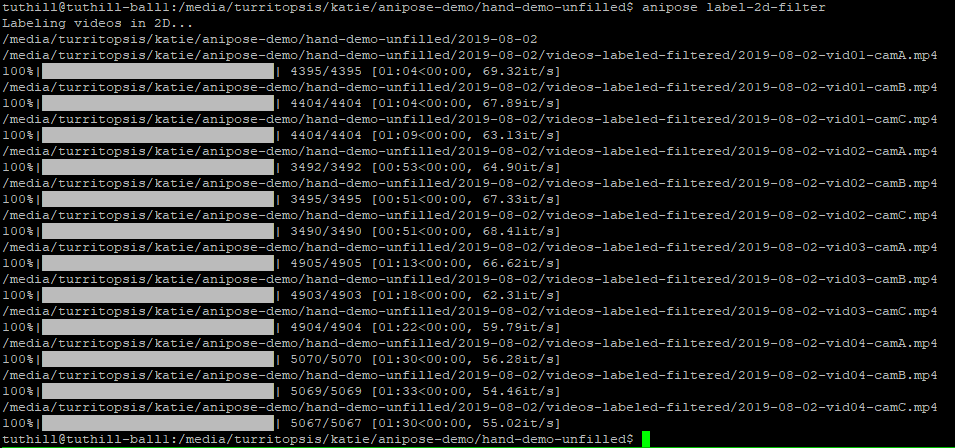 tuthill@tuthill-ball1:/media/turritopsis/katie/anipose-demo/hand-demo-unfilled$ anipose label-2d-filter
Labeling videos in 2D...
/media/turritopsis/katie/anipose-demo/hand-demo-unfilled/2019-08-02
/media/turritopsis/katie/anipose-demo/hand-demo-unfilled/2019-08-02/videos-labeled-filtered/2019-08-02-vid01-camA.mp4
100%|██████████| 4395/4395 [01:04<00:00, 69.32it/s]
/media/turritopsis/katie/anipose-demo/hand-demo-unfilled/2019-08-02/videos-labeled-filtered/2019-08-02-vid01-camB.mp4
100%|██████████| 4404/4404 [01:04<00:00, 67.89it/s]
/media/turritopsis/katie/anipose-demo/hand-demo-unfilled/2019-08-02/videos-labeled-filtered/2019-08-02-vid01-camC.mp4
100%|██████████| 4404/4404 [01:09<00:00, 63.13it/s]
/media/turritopsis/katie/anipose-demo/hand-demo-unfilled/2019-08-02/videos-labeled-filtered/2019-08-02-vid02-camA.mp4
100%|██████████| 3492/3492 [00:53<00:00, 64.90it/s]
/media/turritopsis/katie/anipose-demo/hand-demo-unfilled/2019-08-02/videos-labeled-filtered/2019-08-02-vid02-camB.mp4
100%|██████████| 3495/3495 [00:51<00:00, 67.33it/s]
/media/turritopsis/katie/anipose-demo/hand-demo-unfilled/2019-08-02/videos-labeled-filtered/2019-08-02-vid02-camC.mp4
100%|██████████| 3490/3490 [00:51<00:00, 68.41it/s]
/media/turritopsis/katie/anipose-demo/hand-demo-unfilled/2019-08-02/videos-labeled-filtered/2019-08-02-vid03-camA.mp4
100%|██████████| 4905/4905 [01:13<00:00, 66.62it/s]
/media/turritopsis/katie/anipose-demo/hand-demo-unfilled/2019-08-02/videos-labeled-filtered/2019-08-02-vid03-camB.mp4
100%|██████████| 4903/4903 [01:18<00:00, 62.31it/s]
/media/turritopsis/katie/anipose-demo/hand-demo-unfilled/2019-08-02/videos-labeled-filtered/2019-08-02-vid03-camC.mp4
100%|██████████| 4904/4904 [01:22<00:00, 59.79it/s]
/media/turritopsis/katie/anipose-demo/hand-demo-unfilled/2019-08-02/videos-labeled-filtered/2019-08-02-vid04-camA.mp4
100%|██████████| 5070/5070 [01:30<00:00, 56.28it/s]
/media/turritopsis/katie/anipose-demo/hand-demo-unfilled/2019-08-02/videos-labeled-filtered/2019-08-02-vid04-camB.mp4
100%|██████████| 5069/5069 [01:33<00:00, 54.46it/s]
/media/turritopsis/katie/anipose-demo/hand-demo-unfilled/2019-08-02/videos-labeled-filtered/2019-08-02-vid04-camC.mp4
100%|██████████| 5067/5067 [01:32<00:00, 55.02it/s]
tuthill@tuthill-ball1:/media/turritopsis/katie/anipose-demo/hand-demo-unfilled$